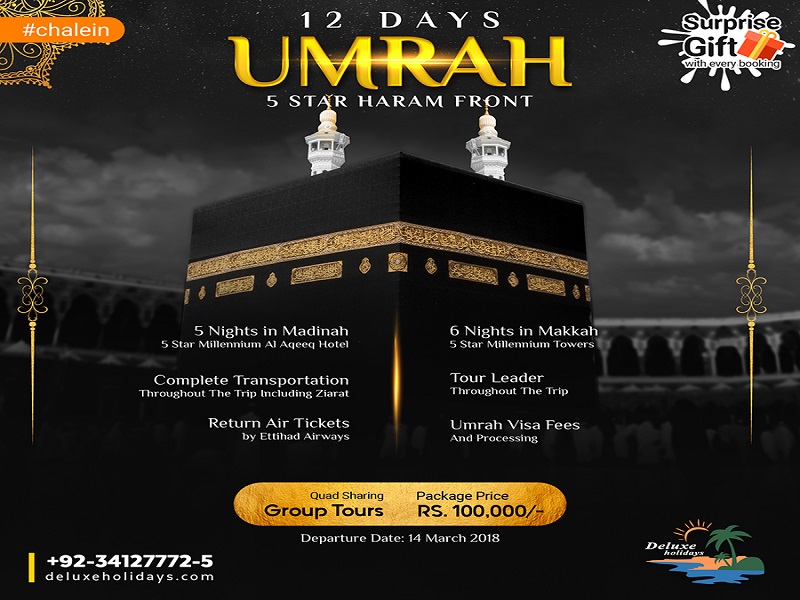 #chalein
12 DAYS
UMRAH
5 STAR HARAM FRONT
Surprise
Gift
with every booking
5 Nights in Madinah
5 Star Millennium Al Aqeeq Hotel
6 Nights in Makkah
5 Star Millennium Towers
Complete Transportation
Throughout The Trip Including Ziarat
Tour Leader
Throughout The Trip
Return Air Tickets
by Ettihad Airways
Umrah Visa Fees
And Processing
Quad Sharing
Group Tours
Package Price
RS. 100,000/-
Departure Date: 14 March 2018
+92-34127772-5
deluxeholidays.com
Deluxe
holidays